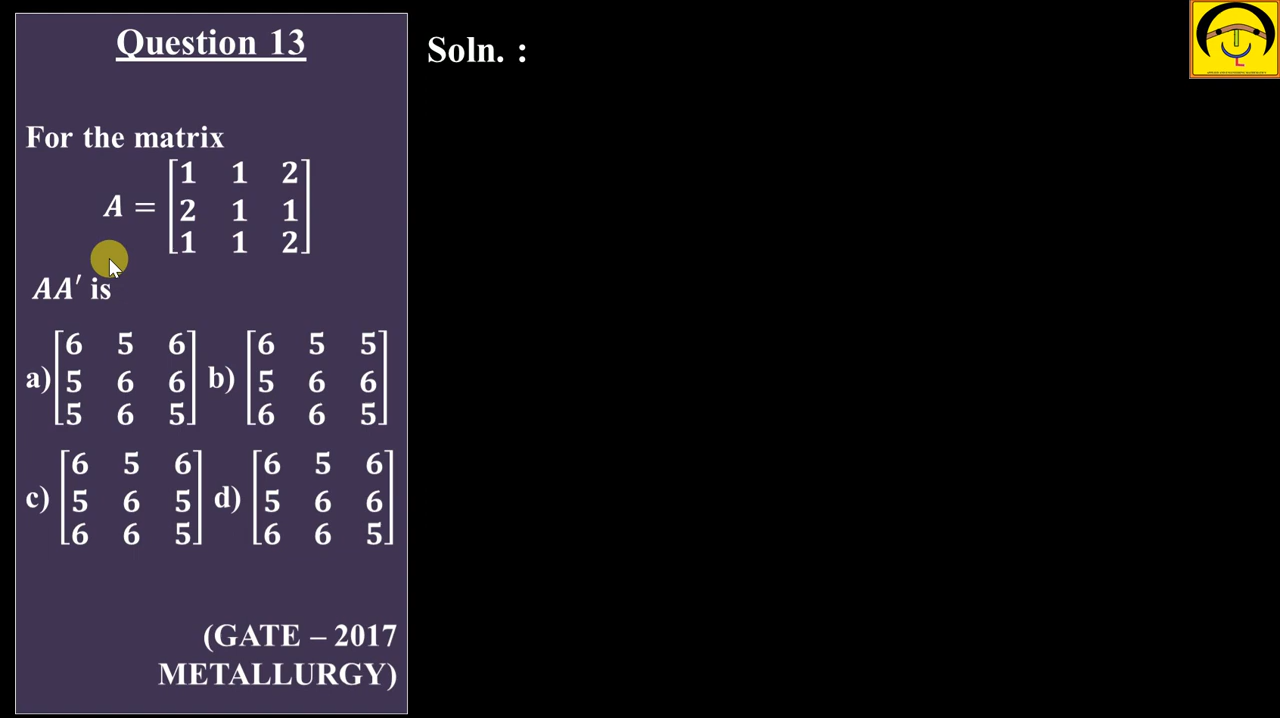 Question 13
Soln. :
For the matrix
A = [1 1 2
2 1 1
1 1 2]
AA′ is
a) [6 5 6
5 6 6
5 6 5]
b) [6 5 5
5 6 6
6 6 5]
c) [6 5 6
5 6 5
6 6 5]
d) [6 5 6
5 6 6
6 6 5]
(GATE – 2017
METALLURGY)